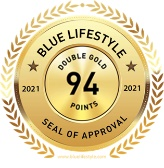 BLUE LIFESTYLE
DOUBLE GOLD
2021
94
2021
POINTS
SEAL OF APPROVAL